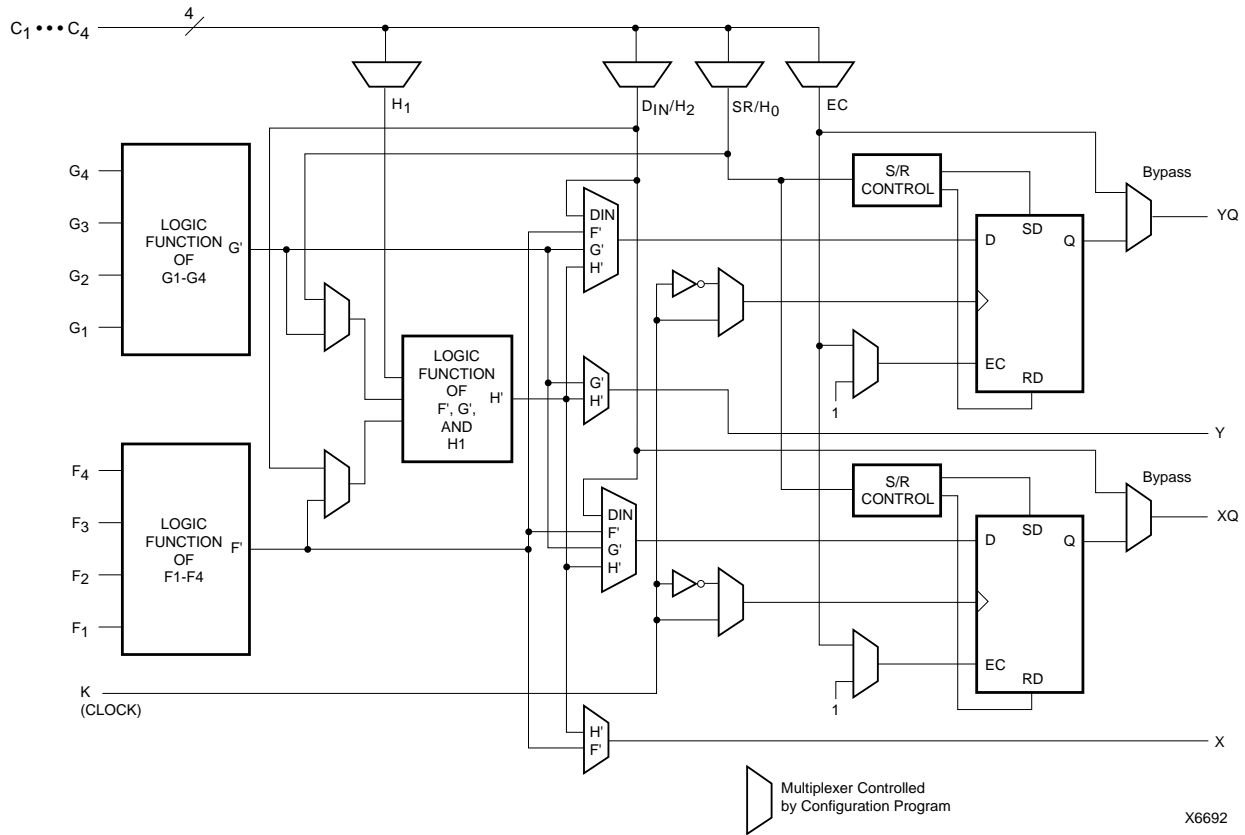 C1 ••• C4
4
H1
DIN/H2
SR/H0
EC
G4
G3
G2
G1
LOGIC
FUNCTION
OF
G1-G4
G'
DIN
F'
G'
H'
S/R
CONTROL
D
SD
Q
EC
RD
1
Bypass
YQ
LOGIC
FUNCTION
OF
F', G',
AND
H1
H'
G'
H'
Y
F4
F3
F2
F1
LOGIC
FUNCTION
OF
F1-F4
F'
DIN
F'
G'
H'
S/R
CONTROL
D
SD
Q
EC
RD
1
Bypass
XQ
K
(CLOCK)
H'
F'
X
Multiplexer Controlled
by Configuration Program
X6692